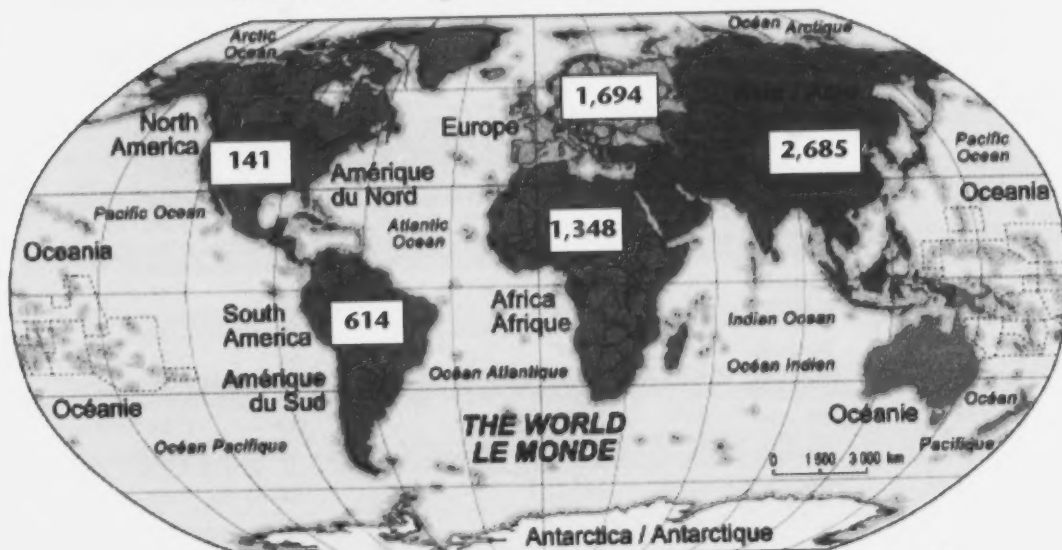 Arctic
Ocean
Océan Arctique
1,694
Asia / Asie
North
America
Europe
141
2,685
Pacific
Ocean
Amérique
du Nord
Oceania
Pacific Ocean
Atlantic
Ocean
1,348
Oceania
South
America
614
Africa
Afrique
Indian Ocean
Océan Atlantique
Océan Indien
Amérique
du Sud
Océanie
Océanie
Océan
Pacifique
Océan Pacifique
THE WORLD
LE MONDE
0 1 500 3 000 km
Antarctica / Antarctique